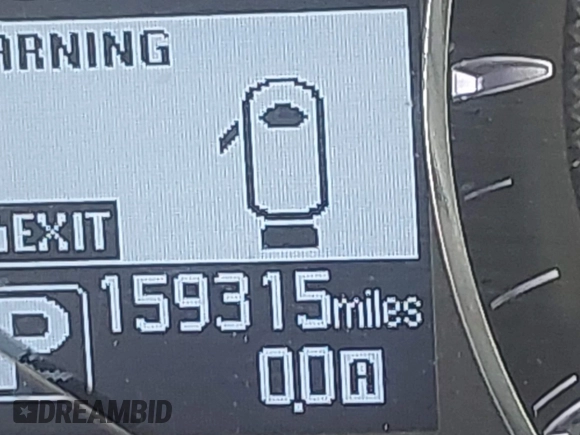 ARNING
EXIT
P
159315miles
0.0A
DREAMBID